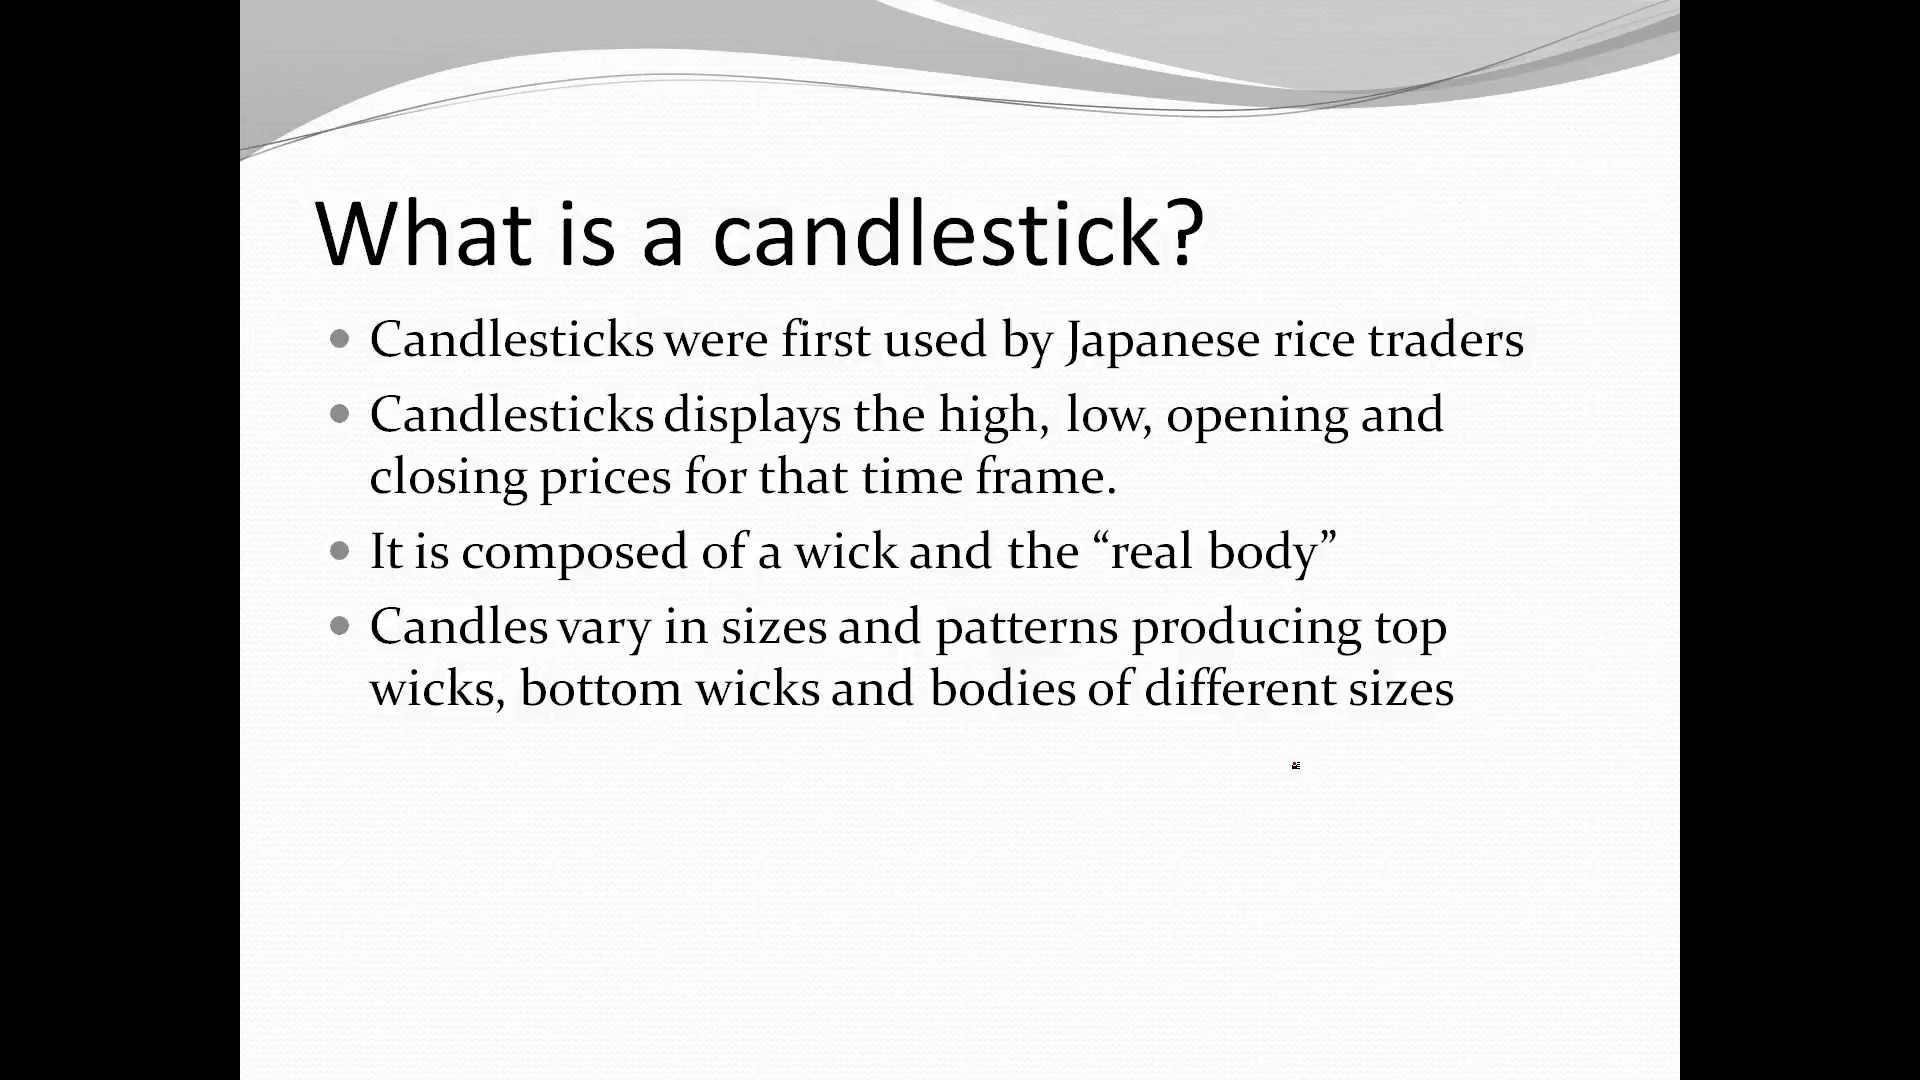 What is a candlestick?
Candlesticks were first used by Japanese rice traders
Candlesticks displays the high, low, opening and
closing prices for that time frame.
It is composed of a wick and the “real body”
Candles vary in sizes and patterns producing top
wicks, bottom wicks and bodies of different sizes